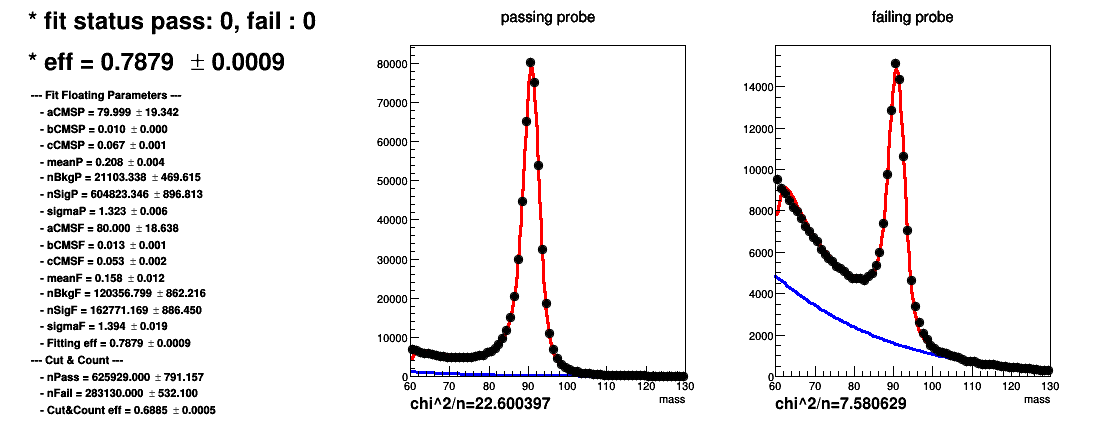 * fit status pass: 0, fail : 0
* eff = 0.7879 ± 0.0009
--- Fit Floating Parameters ---
- aCMSP = 79.999 ± 19.342
- bCMSP = 0.010 ± 0.000
- cCMSP = 0.067 ± 0.001
- meanP = 0.208 ± 0.004
- nBkgP = 21103.338 ± 469.615
- nSigP = 604823.346 ± 896.813
- sigmaP = 1.323 ± 0.006
- aCMSF = 80.000 ± 18.638
- bCMSF = 0.013 ± 0.001
- cCMSF = 0.053 ± 0.002
- meanF = 0.158 ± 0.012
- nBkgF = 120356.799 ± 862.216
- nSigF = 162771.169 ± 886.450
- sigmaF = 1.394 ± 0.019
- Fitting eff = 0.7879 ± 0.0009
--- Cut & Count ---
- nPass = 625929.000 ± 791.157
- nFail = 283130.000 ± 532.100
- Cut&Count eff = 0.6885 ± 0.0005
passing probe
80000
70000
60000
50000
40000
30000
20000
10000
0
60 70 80 90 100 110 120 130
mass
chi^2/n=22.600397
failing probe
14000
12000
10000
8000
6000
4000
2000
0
60 70 80 90 100 110 120 130
mass
chi^2/n=7.580629